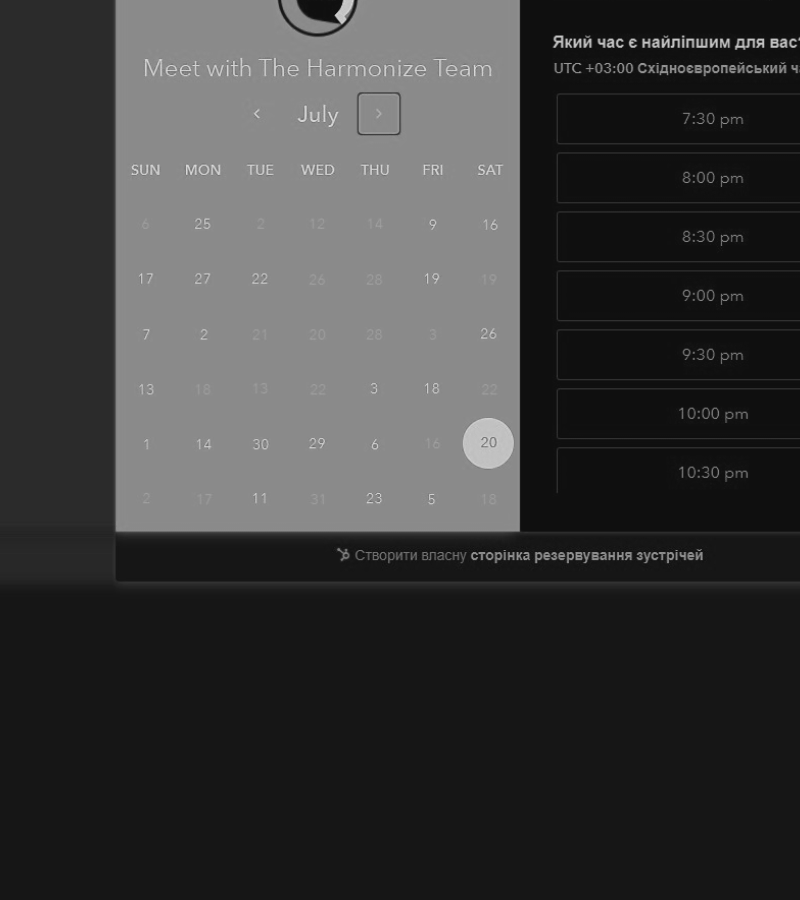 Meet with The Harmonize Team
July
SUN MON TUE WED THU FRI SAT
6 25 2 12 14 9 16
17 27 22 26 28 19 19
7 2 21 20 28 3 26
13 18 13 22 3 18 22
1 14 30 29 6 16 20
2 17 11 31 23 5 18
Який час є найліпшим для вас
UTC +03:00 Східноєвропейський
7:30 pm
8:00 pm
8:30 pm
9:00 pm
9:30 pm
10:00 pm
10:30 pm
Створити власну сторінка резервування зустрічей